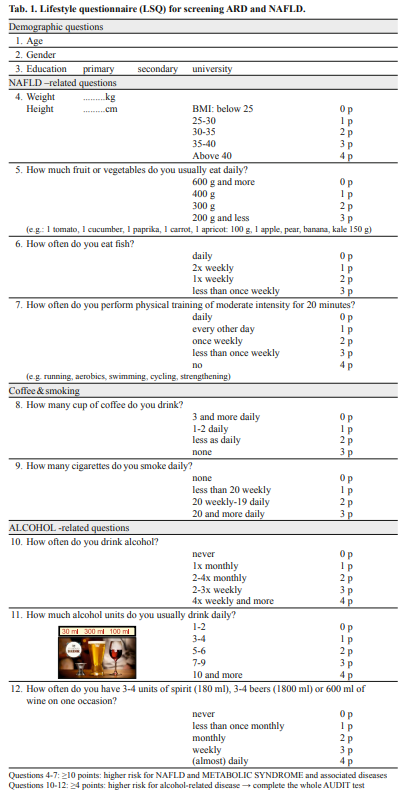 Tab. 1. Lifestyle questionnaire (LSQ) for screening ARD and NAFLD.
Demographic questions
1. Age
2. Gender
3. Education primary secondary university
NAFLD –related questions
4. Weight .........kg
Height .........cm BMI: below 25 0 p
25-30 1 p
30-35 2 p
35-40 3 p
Above 40 4 p
5. How much fruit or vegetables do you usually eat daily?
600 g and more 0 p
400 g 1 p
300 g 2 p
200 g and less 3 p
(e.g.: 1 tomato, 1 cucumber, 1 paprika, 1 carrot, 1 apricot: 100 g, 1 apple, pear, banana, kale 150 g)
6. How often do you eat fish?
daily 0 p
2x weekly 1 p
1x weekly 2 p
less than once weekly 3 p
7. How often do you perform physical training of moderate intensity for 20 minutes?
daily 0 p
every other day 1 p
once weekly 2 p
less than once weekly 3 p
no 4 p
(e.g. running, aerobics, swimming, cycling, strengthening)
Coffee & smoking
8. How many cup of coffee do you drink?
3 and more daily 0 p
1-2 daily 1 p
less as daily 2 p
none 3 p
9. How many cigarettes do you smoke daily?
none 0 p
less than 20 weekly 1 p
20 weekly-19 daily 2 p
20 and more daily 3 p
ALCOHOL -related questions
10. How often do you drink alcohol?
never 0 p
1x monthly 1 p
2-4x monthly 2 p
2-3x weekly 3 p
4x weekly and more 4 p
11. How much alcohol units do you usually drink daily?
30 ml 300 ml 100 ml
1-2 0 p
3-4 1 p
5-6 2 p
7-9 3 p
10 and more 4 p
12. How often do you have 3-4 units of spirit (180 ml), 3-4 beers (1800 ml) or 600 ml of
wine on one occasion?
never 0 p
less than once monthly 1 p
monthly 2 p
weekly 3 p
(almost) daily 4 p
Questions 4-7: ≥10 points: higher risk for NAFLD and METABOLIC SYNDROME and associated diseases
Questions 10-12: ≥4 points: higher risk for alcohol-related disease → complete the whole AUDIT test